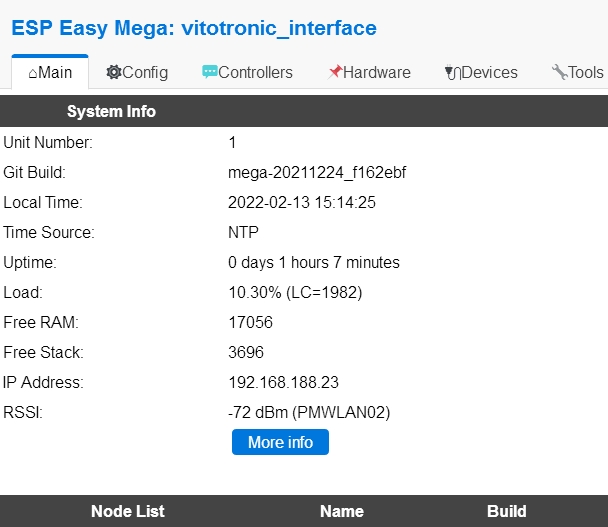 ESP Easy Mega: vitotronic_interface
Main Config Controllers Hardware Devices Tools
System Info
Unit Number: 1
Git Build: mega-20211224_f162ebf
Local Time: 2022-02-13 15:14:25
Time Source: NTP
Uptime: 0 days 1 hours 7 minutes
Load: 10.30% (LC=1982)
Free RAM: 17056
Free Stack: 3696
IP Address: 192.168.188.23
RSSI: -72 dBm (PMWLAN02)
More info
Node List Name Build